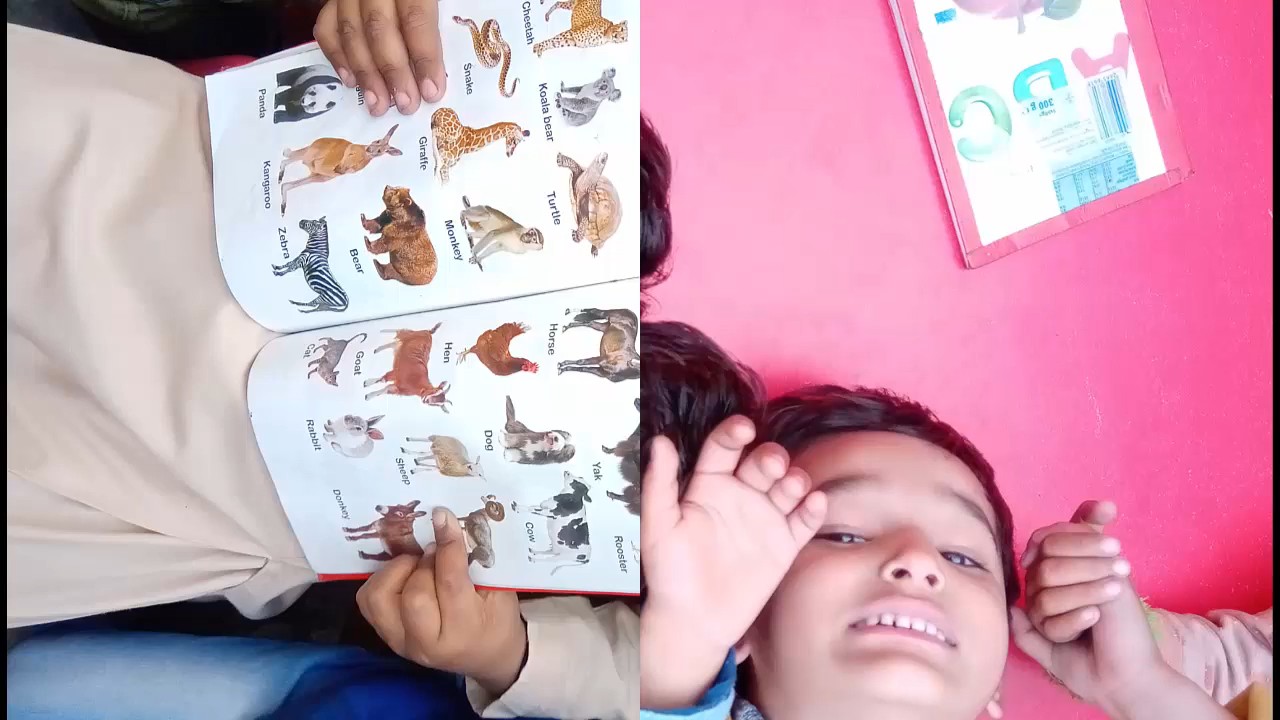 Cheetah
Snake
Panda
Koala bear
Giraffe
Kangaroo
Turtle
Monkey
Bear
Zebra
Horse
Hen
Goat
Cat
Yak
Dog
Sheep
Rabbit
Rooster
Cow
Donkey
300 g